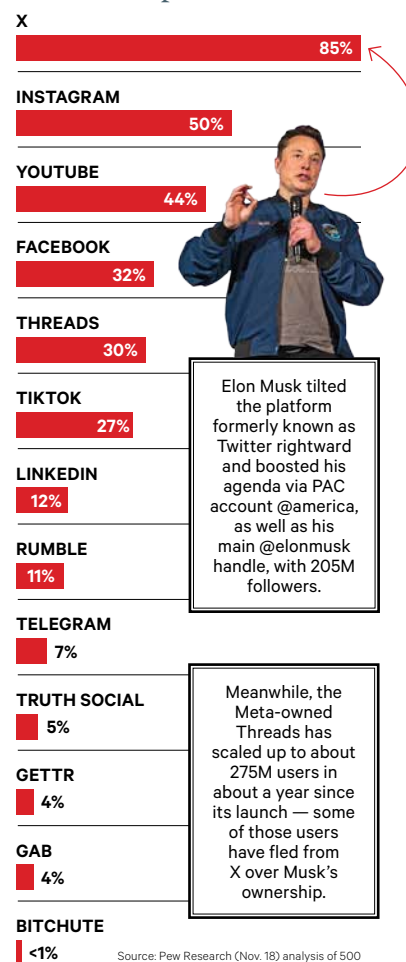 X
85%
INSTAGRAM
50%
YOUTUBE
44%
FACEBOOK
32%
THREADS
30%
TIKTOK
27%
LINKEDIN
12%
RUMBLE
11%
TELEGRAM
7%
TRUTH SOCIAL
5%
GETTR
4%
GAB
4%
BITCHUTE
<1%
Elon Musk tilted
the platform
formerly known as
Twitter rightward
and boosted his
agenda via PAC
account @america,
as well as his
main @elonmusk
handle, with 205M
followers.
Meanwhile, the
Meta-owned
Threads has
scaled up to about
275M users in
about a year since
its launch — some
of those users
have fled from
X over Musk’s
ownership.
Source: Pew Research (Nov. 18) analysis of 500